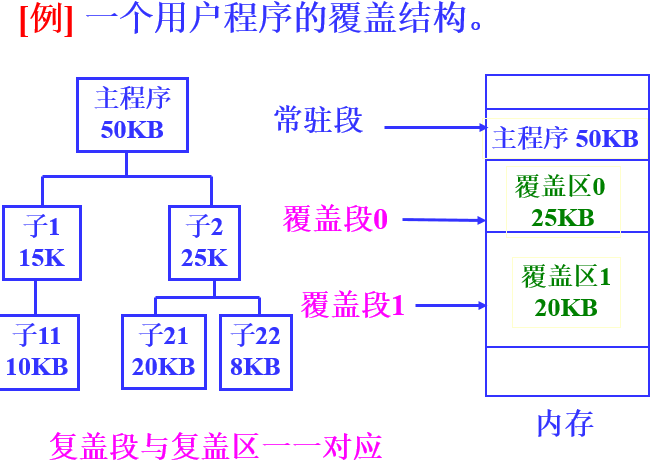 [例] 一个用户程序的覆盖结构。
主程序
50KB
子1
15K
子2
25K
子11
10KB
子21
20KB
子22
8KB
常驻段
覆盖段0
覆盖段1
主程序 50KB
覆盖区0
25KB
覆盖区1
20KB
内存
复盖段与复盖区一一对应